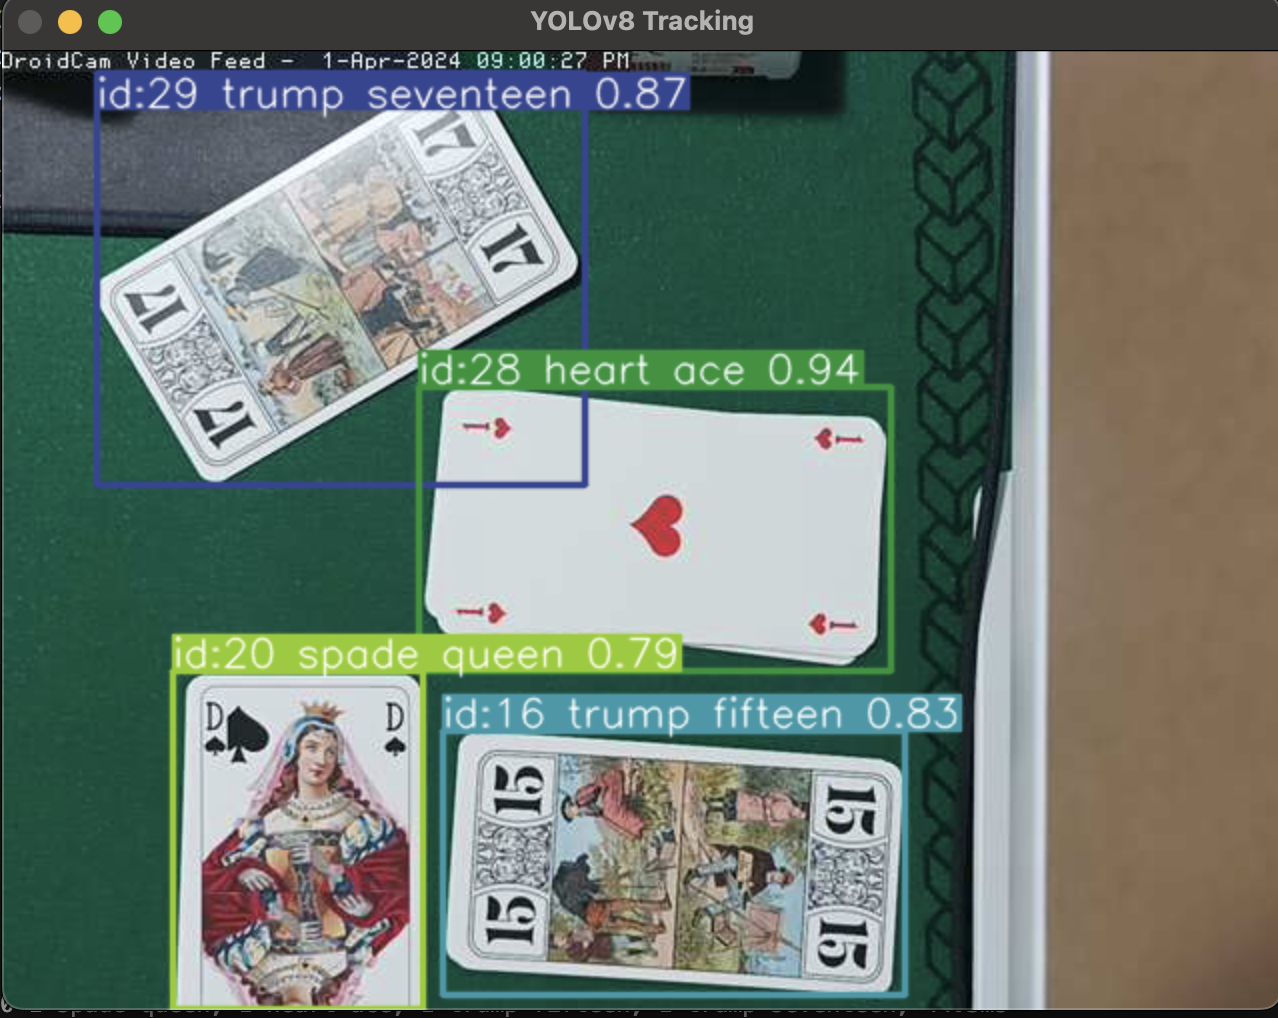 YOLOv8 Tracking
DroidCam Video Feed - 1-Apr-2024 09:00:27 PM
id:29 trump seventeen 0.87
17
17
17
17
id:28 heart ace 0.94
1
1
1
1
id:20 spade queen 0.79
D
D
id:16 trump fifteen 0.83
15
15
15
15